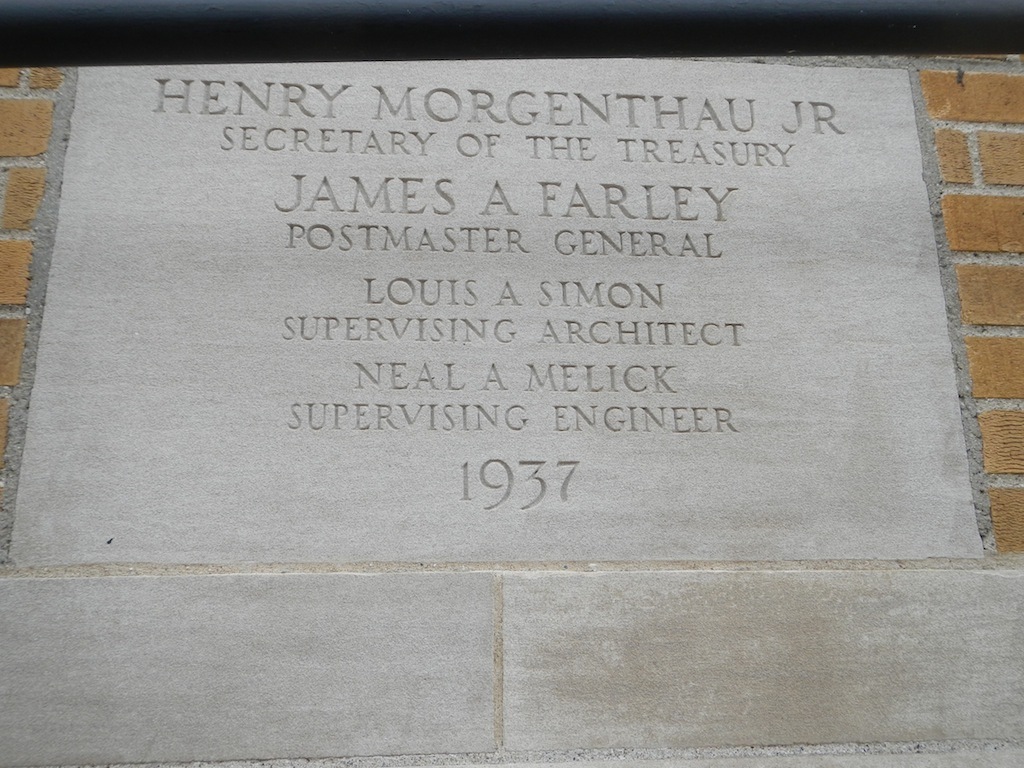 HENRY MORGENTHAU JR
SECRETARY OF THE TREASURY
JAMES A FARLEY
POSTMASTER GENERAL
LOUIS A SIMON
SUPERVISING ARCHITECT
NEAL A MELICK
SUPERVISING ENGINEER
1937